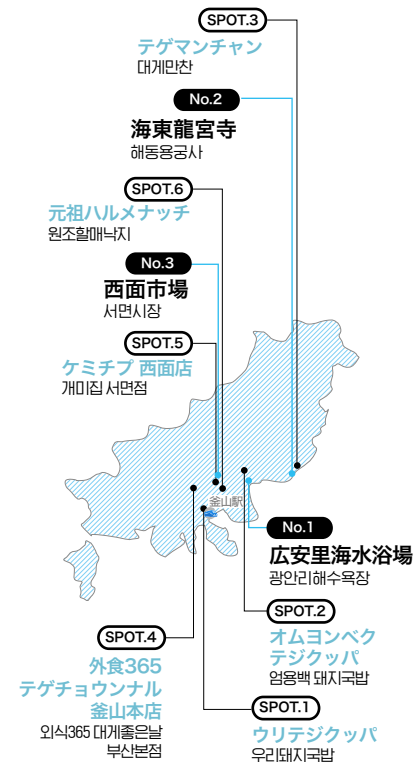 SPOT.3
テゲマンチャン
대게만찬
No.2
海東龍宮寺
해동용궁사
SPOT.6
元祖ハルメナッチ
원조할매낙지
No.3
西面市場
서면시장
SPOT.5
ケミチプ 西面店
개미집 서면점
釜山駅
No.1
広安里海水浴場
광안리해수욕장
SPOT.2
オムヨンベク
テジクッパ
엄용백 돼지국밥
SPOT.4
外食365
テゲチョウンナル
釜山本店
외식365 대게좋은날
부산본점
SPOT.1
ウリテジクッパ
우리돼지국밥